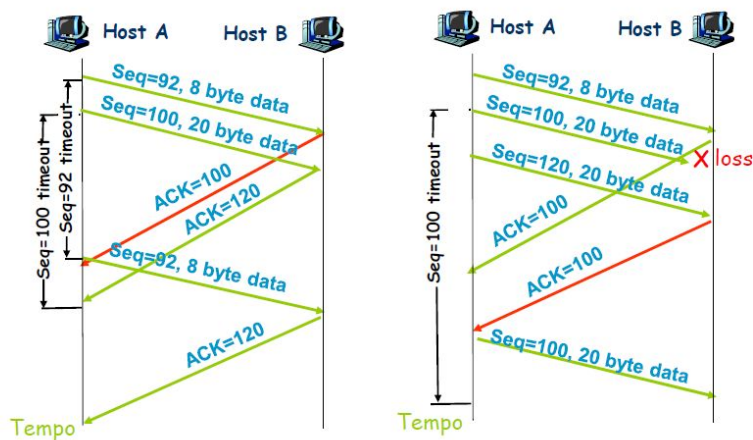 Host A
Host B
Seq=92, 8 byte data
Seq=100, 20 byte data
Seq=100 timeout
Seq=92 timeout
ACK=100
ACK=120
Seq=92, 8 byte data
ACK=120
Tempo
Host A
Host B
Seq=92, 8 byte data
Seq=100, 20 byte data
X loss
Seq=120, 20 byte data
Seq=100 timeout
ACK=100
ACK=100
Seq=100, 20 byte data
Tempo